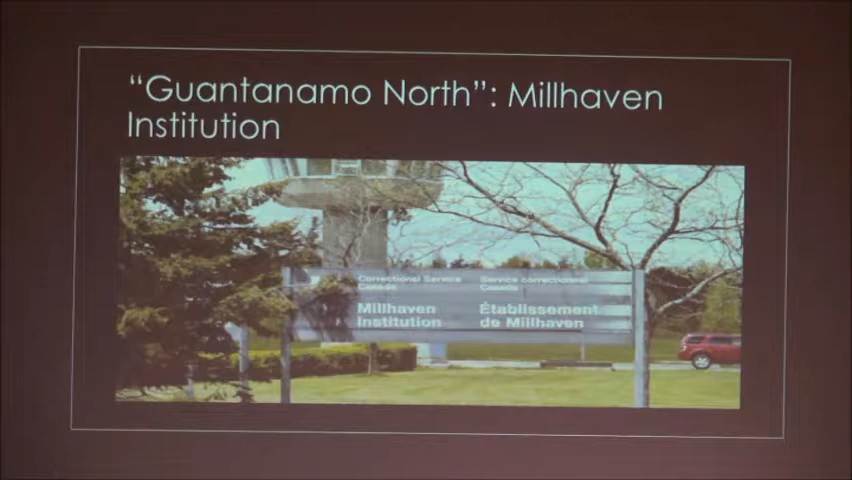 “Guantanamo North”: Millhaven
Institution
Correctional Service
Canada
Service correctionnel
Canada
Millhaven
Institution
Établissement
de Millhaven